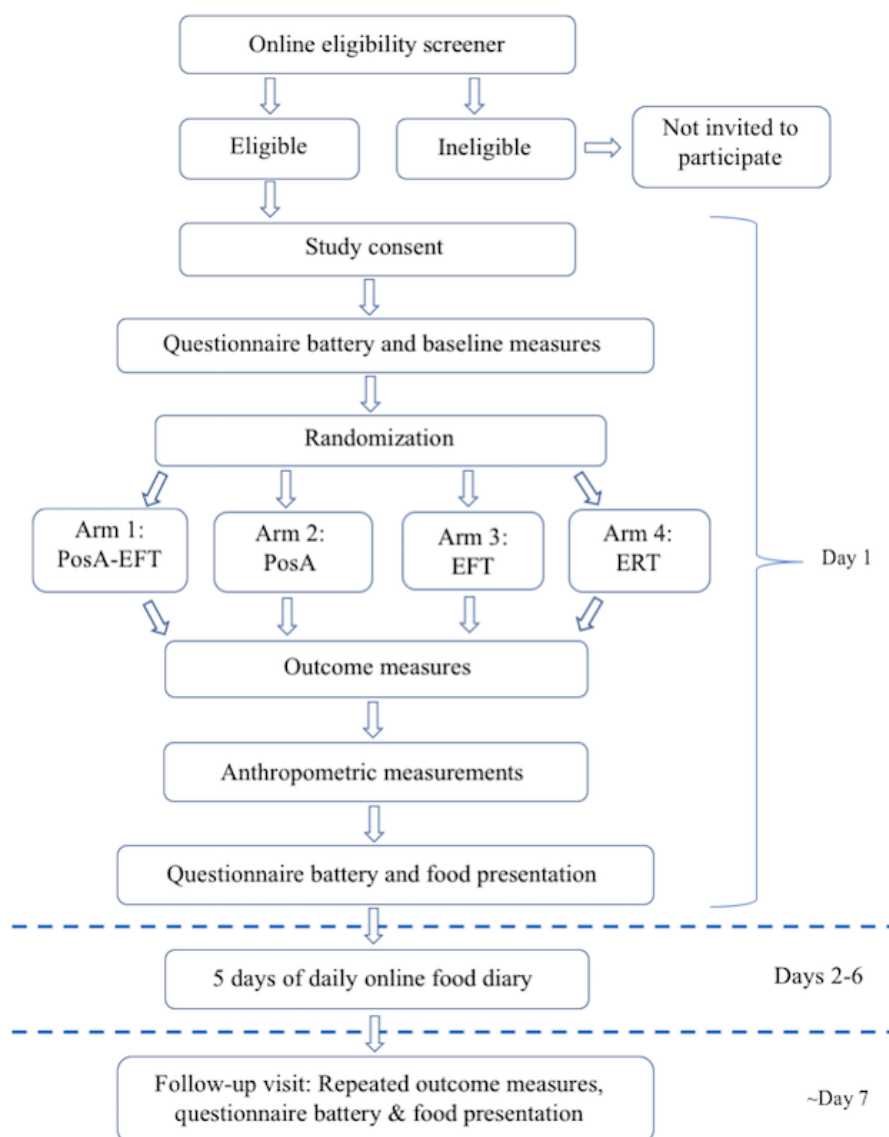 Online eligibility screener
Eligible
Ineligible
Not invited to
participate
Study consent
Questionnaire battery and baseline measures
Randomization
Arm 1:
PosA-EFT
Arm 2:
PosA
Arm 3:
EFT
Arm 4:
ERT
Day 1
Outcome measures
Anthropometric measurements
Questionnaire battery and food presentation
5 days of daily online food diary
Days 2-6
Follow-up visit: Repeated outcome measures,
questionnaire battery & food presentation
~Day 7